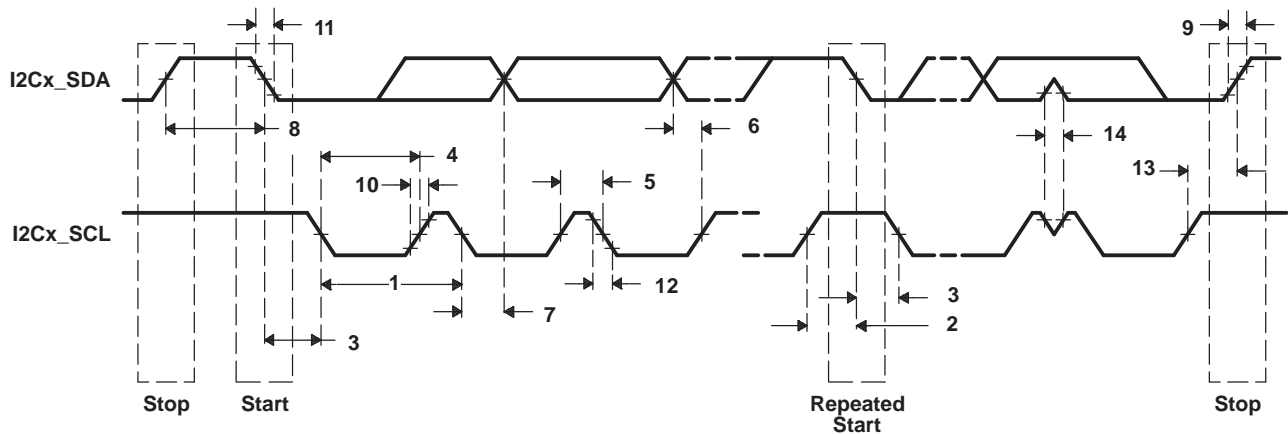 11
9
I2Cx_SDA
8
6
14
4
10
5
13
I2Cx_SCL
1
12
7
3
2
3
Stop
Start
Repeated
Start
Stop